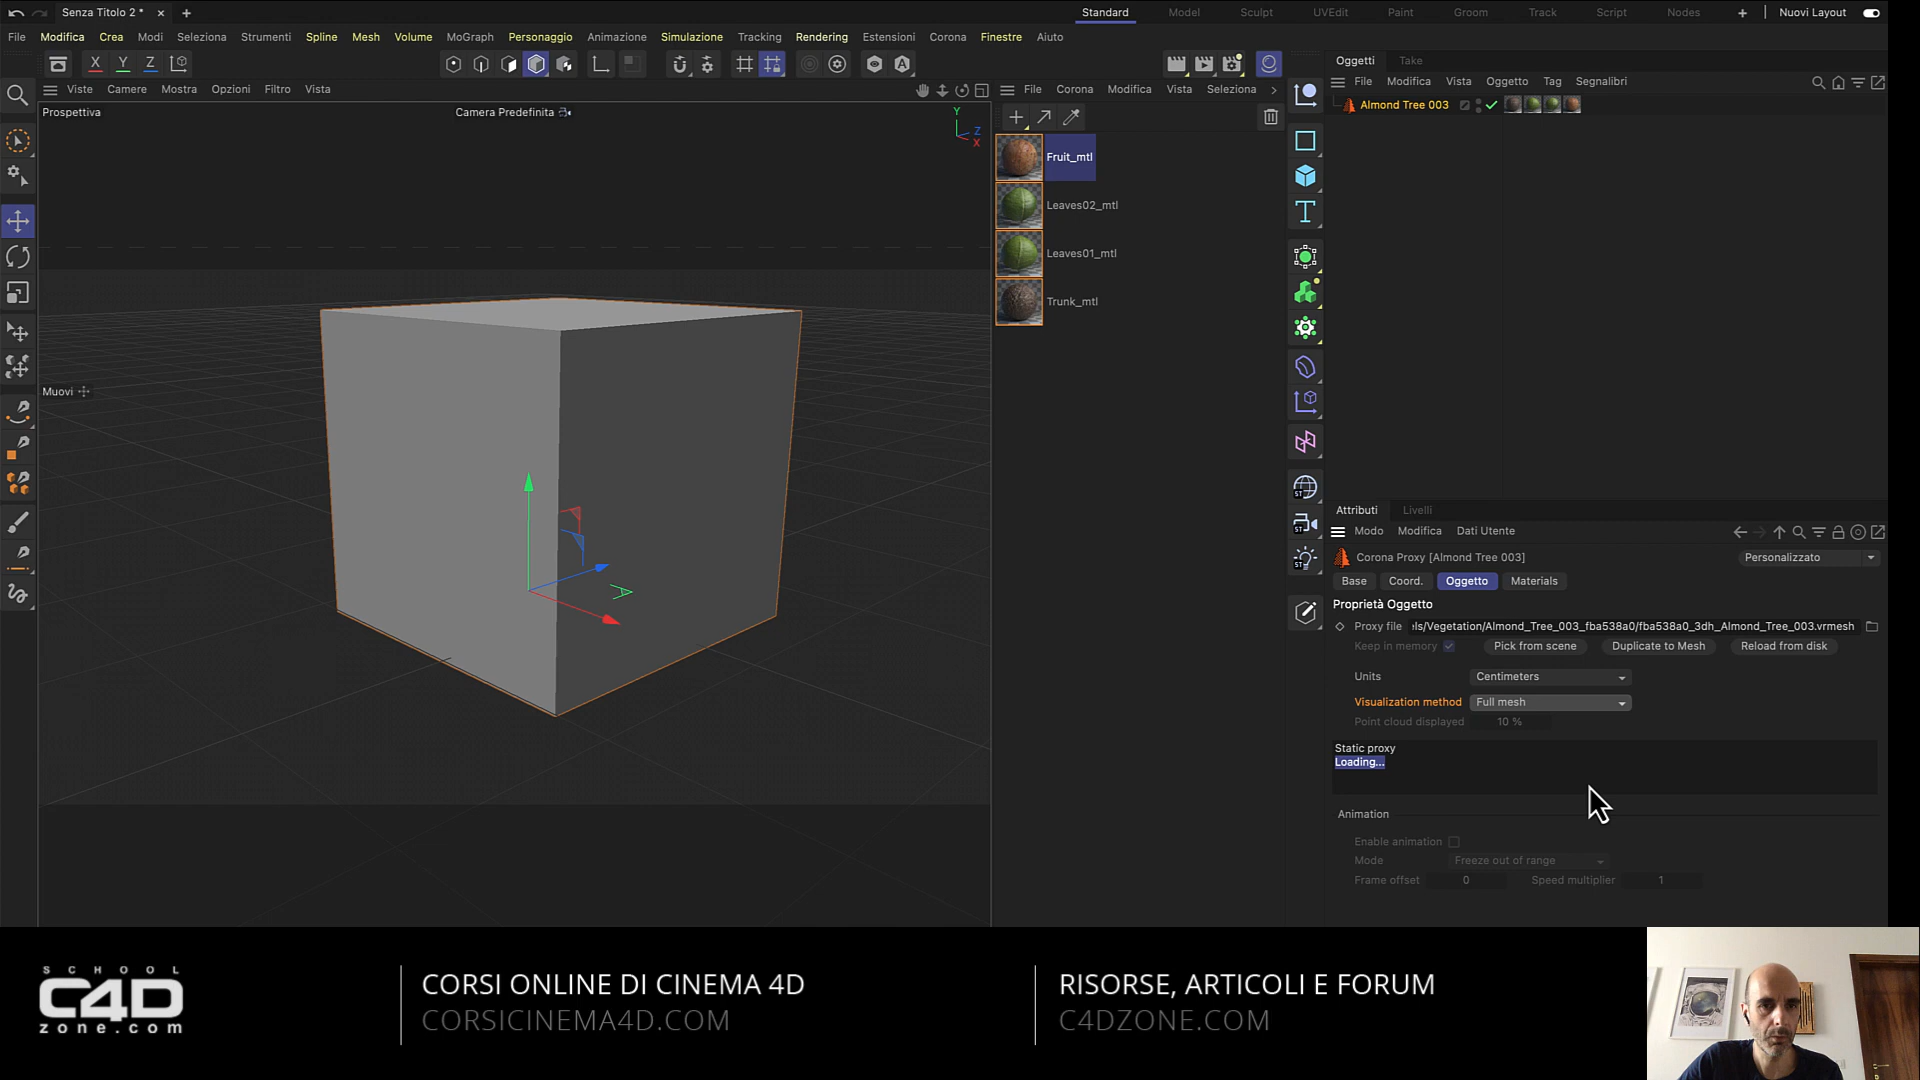 Senza Titolo 2 *
Standard
Model
Sculpt
UVEdit
Paint
Groom
Track
Script
Nodes
Nuovi Layout
File
Modifica
Crea
Modi
Seleziona
Strumenti
Spline
Mesh
Volume
MoGraph
Personaggio
Animazione
Simulazione
Tracking
Rendering
Estensioni
Corona
Finestre
Aiuto
X
Y
Z
Oggetti
Take
Viste
Camere
Mostra
Opzioni
Filtro
Vista
File
Corona
Modifica
Vista
Seleziona
File
Modifica
Vista
Oggetto
Tag
Segnalibri
Prospettiva
Camera Predefinita
Y
Z
X
Almond Tree 003
Fruit_mtl
Leaves02_mtl
Leaves01_mtl
Trunk_mtl
Muovi
ST
ST
ST
Attributi
Livelli
Modo
Modifica
Dati Utente
Corona Proxy [Almond Tree 003]
Personalizzato
Base
Coord.
Oggetto
Materials
Proprietà Oggetto
Proxy file
ls/Vegetation/Almond_Tree_003_fba538a0/fba538a0_3dh_Almond_Tree_003.vrmesh
Keep in memory
Pick from scene
Duplicate to Mesh
Reload from disk
Units
Centimeters
Visualization method
Full mesh
Point cloud displayed
10 %
Static proxy
Loading...
Animation
Enable animation
Mode
Freeze out of range
Frame offset
0
Speed multiplier
1
SCHOOL
C4D
zone.com
CORSI ONLINE DI CINEMA 4D
CORSICINEMA4D.COM
RISORSE, ARTICOLI E FORUM
C4DZONE.COM